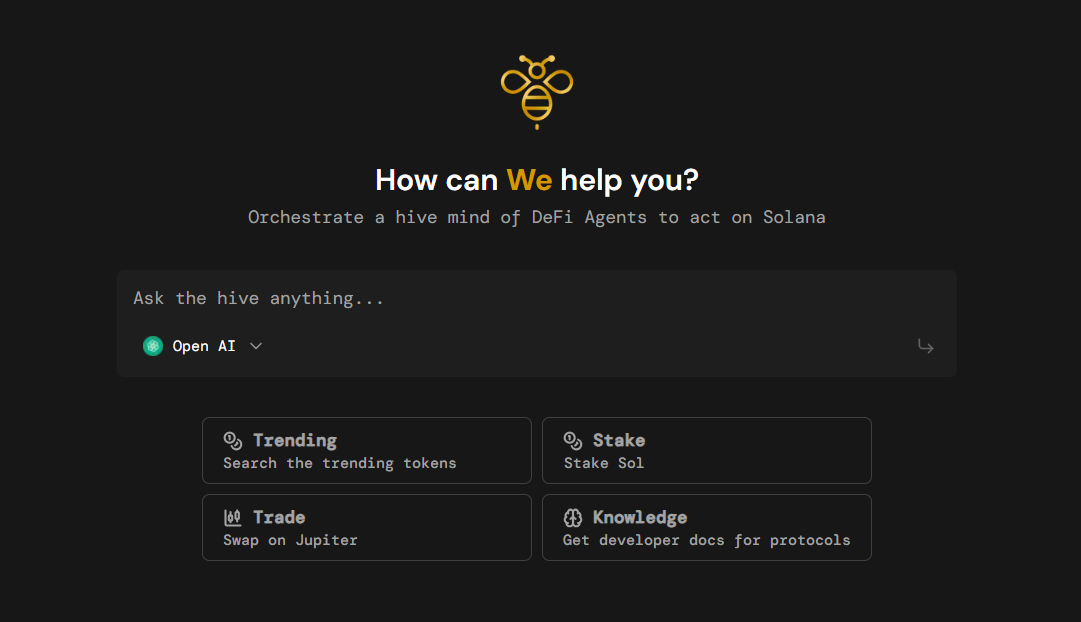 How can We help you?
Orchestrate a hive mind of DeFi Agents to act on Solana
Ask the hive anything...
Open AI
Trending
Search the trending tokens
Stake
Stake Sol
Trade
Swap on Jupiter
Knowledge
Get developer docs for protocols